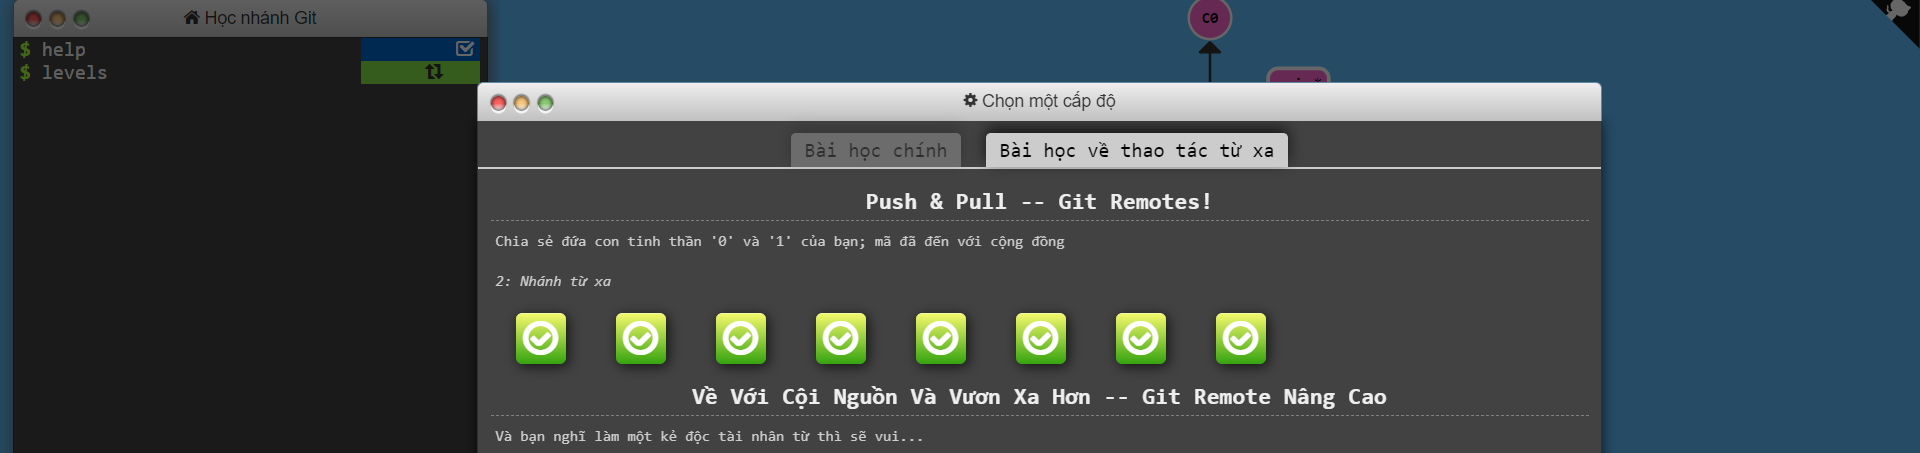 Học nhánh Git
$ help
$ levels
C0
Chọn một cấp độ
Bài học chính
Bài học về thao tác từ xa
Push & Pull -- Git Remotes!
Chia sẻ đứa con tinh thần '0' và '1' của bạn; mã đã đến với cộng đồng
2: Nhánh từ xa
Về Với Cội Nguồn Và Vươn Xa Hơn -- Git Remote Nâng Cao
Và bạn nghĩ làm một kẻ độc tài nhân từ thì sẽ vui...